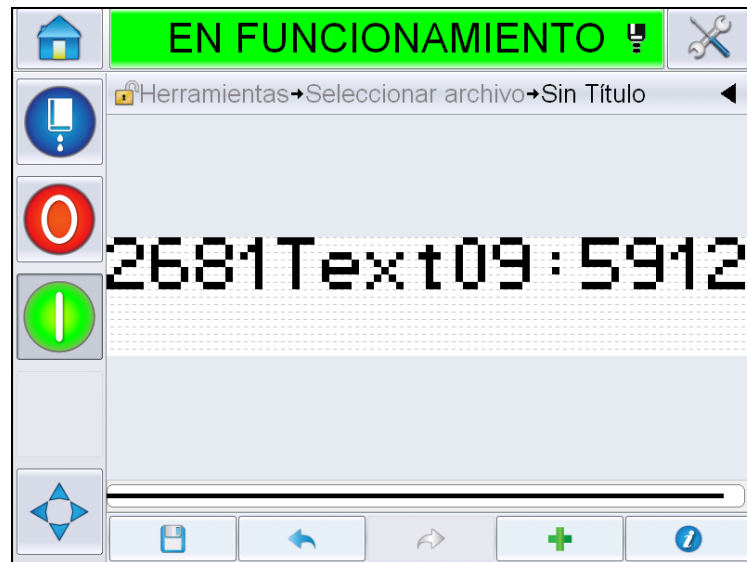 EN FUNCIONAMIENTO
Herramientas→Seleccionar archivo→Sin Título
2681Text09:5912